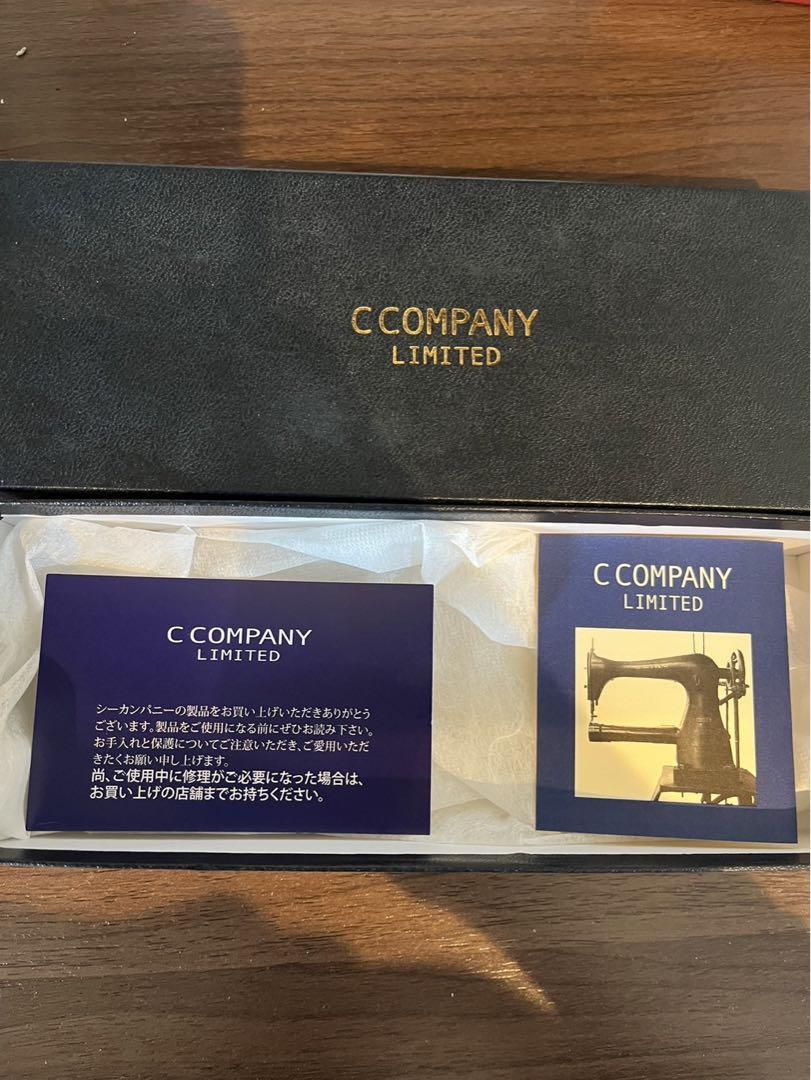 C COMPANY
LIMITED
C COMPANY
LIMITED
シーカンパニーの製品をお買い上げいただきありがとう
ございます。製品をご使用になる前にぜひお読み下さい。
お手入れと保護についてご注意いただき、ご愛用いただ
きたくお願い申し上げます。
尚、ご使用中に修理がご必要になった場合は、
お買い上げの店舗までお持ちください。
C COMPANY
LIMITED